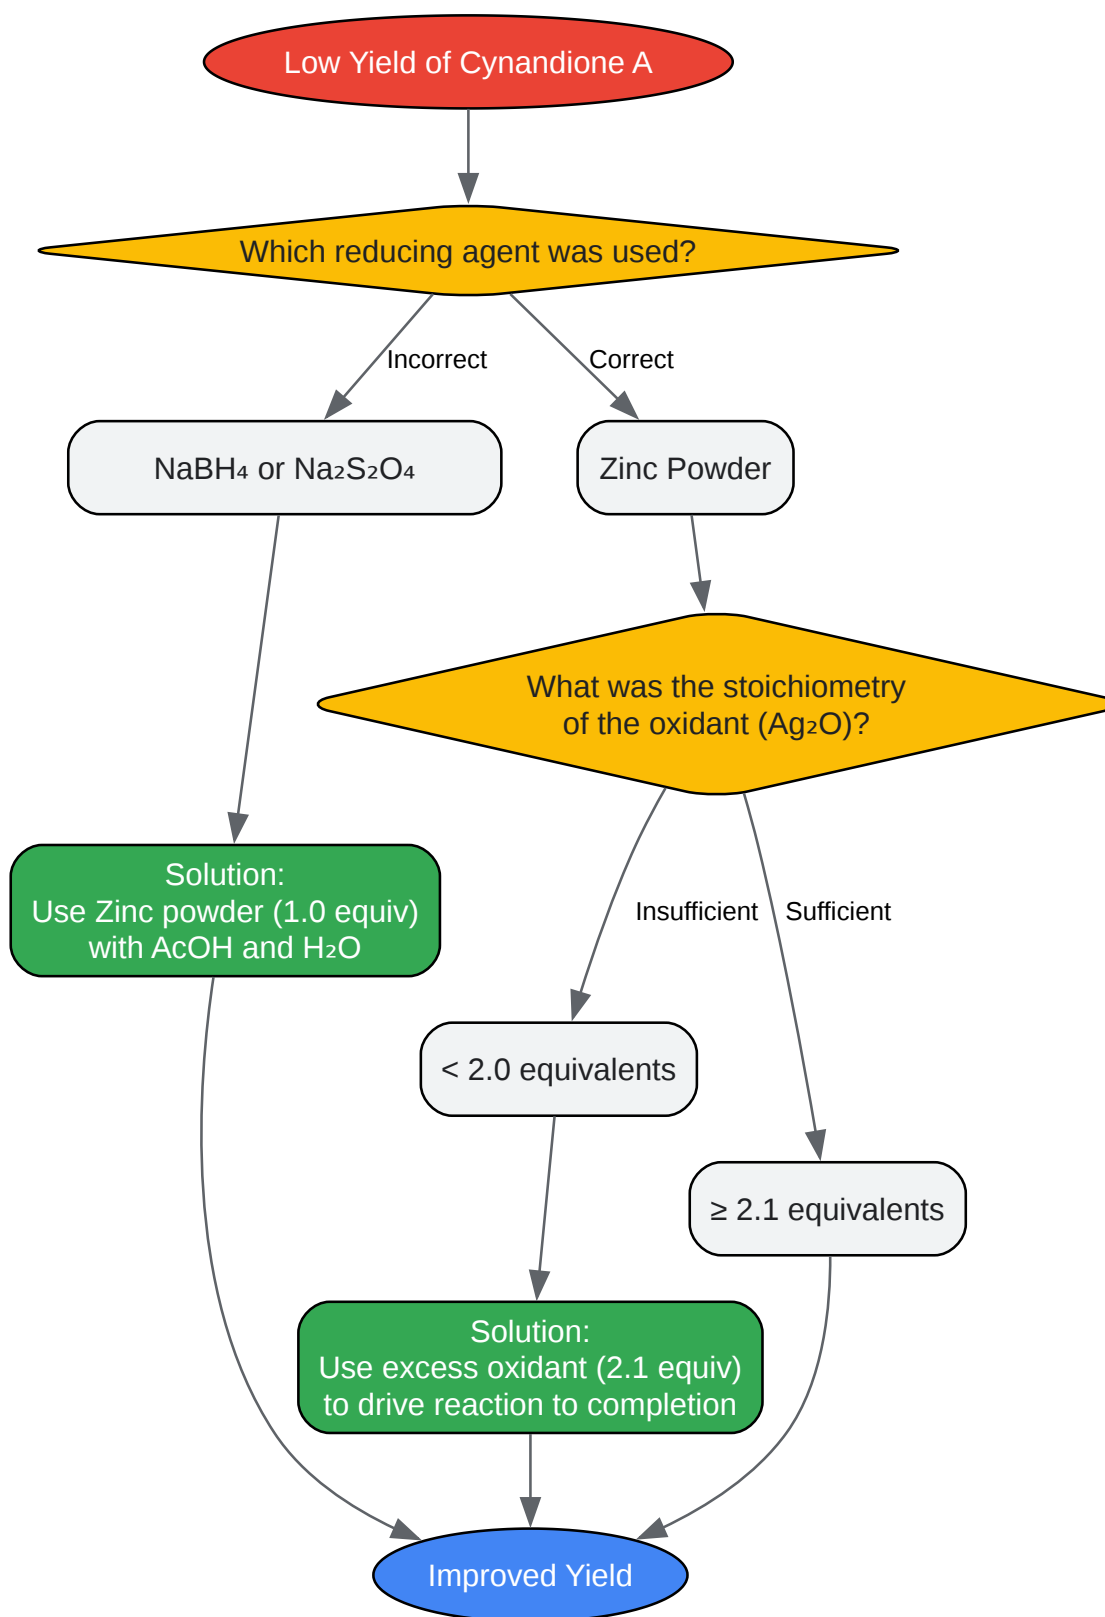 Low Yield of Cynandione A
Which reducing agent was used?
Incorrect
Correct
NaBH₄ or Na₂S₂O₄
Zinc Powder
What was the stoichiometry
of the oxidant (Ag₂O)?
Solution:
Use Zinc powder (1.0 equiv)
with AcOH and H₂O
Insufficient
Sufficient
< 2.0 equivalents
≥ 2.1 equivalents
Solution:
Use excess oxidant (2.1 equiv)
to drive reaction to completion
Improved Yield